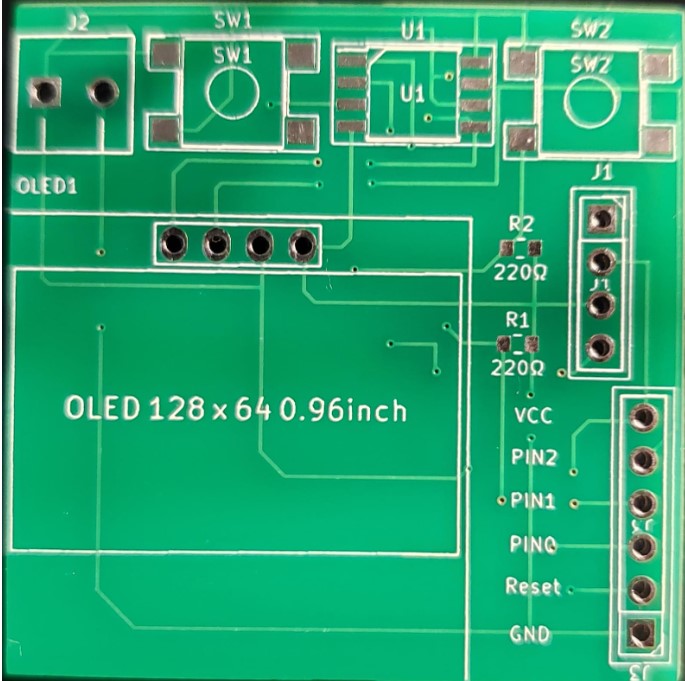 J2
SW1
U1
SW2
SW1
U1
SW2
OLED1
J1
R2
220Ω
J1
R1
220Ω
OLED 128 x 64 0.96inch
VCC
PIN2
PIN1
J3
PIN0
Reset
GND
J3